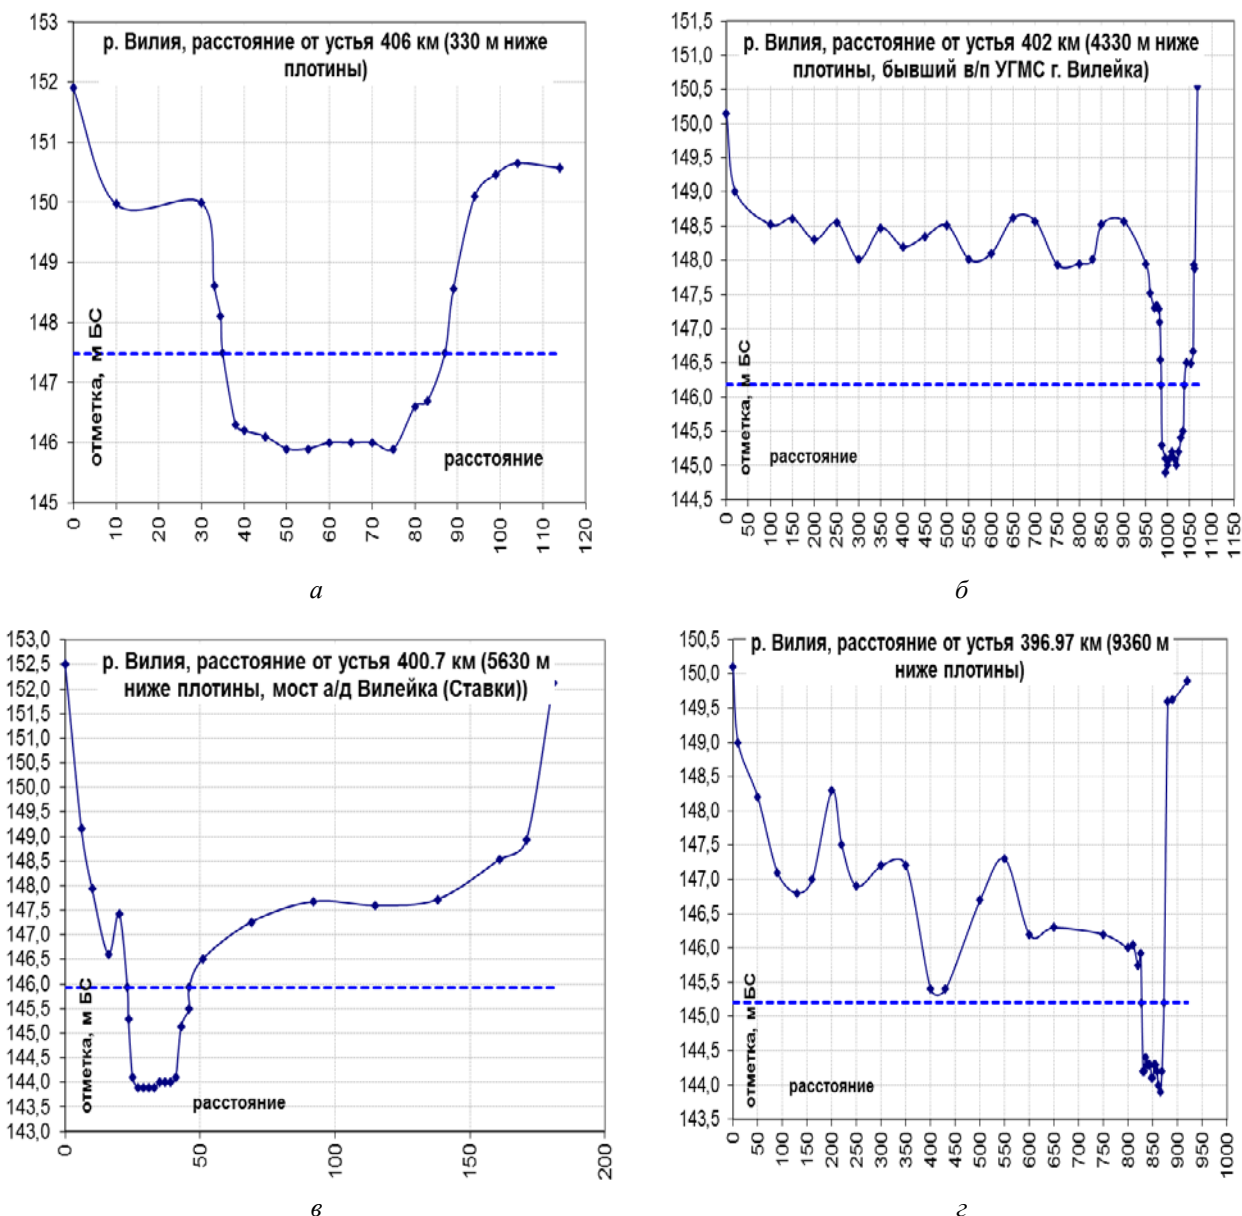 р. Вилия, расстояние от устья 406 км (330 м ниже
плотины)
153
152
151
150
149
148
147
146
145
отметка, м БС
расстояние
0 10 20 30 40 50 60 70 80 90 100 110 120
а
р. Вилия, расстояние от устья 402 км (4330 м ниже
плотины, бывший в/п УГМС г. Вилейка)
151,5
151,0
150,5
150,0
149,5
149,0
148,5
148,0
147,5
147,0
146,5
146,0
145,5
145,0
144,5
отметка, м БС
расстояние
0 50 100 150 200 250 300 350 400 450 500 550 600 650 700 750 800 850 900 950 1000 1050 1100 1150
б
р. Вилия, расстояние от устья 400.7 км (5630 м
ниже плотины, мост а/д Вилейка (Ставки))
153,0
152,5
152,0
151,5
151,0
150,5
150,0
149,5
149,0
148,5
148,0
147,5
147,0
146,5
146,0
145,5
145,0
144,5
144,0
143,5
143,0
отметка, м БС
расстояние
0 50 100 150 200
в
р. Вилия, расстояние от устья 396.97 км (9360 м
ниже плотины)
150,5
150,0
149,5
149,0
148,5
148,0
147,5
147,0
146,5
146,0
145,5
145,0
144,5
144,0
143,5
отметка, м БС
расстояние
0 50 100 150 200 250 300 350 400 450 500 550 600 650 700 750 800 850 900 950 1000
г